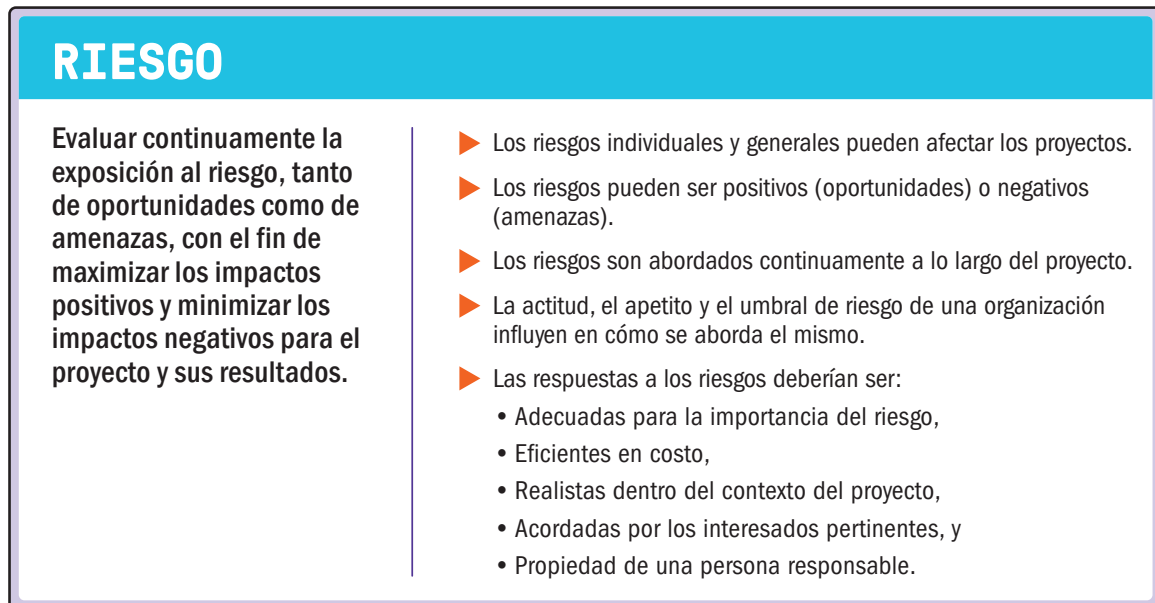 RIESGO
Evaluar continuamente la
exposición al riesgo, tanto
de oportunidades como de
amenazas, con el fin de
maximizar los impactos
positivos y minimizar los
impactos negativos para el
proyecto y sus resultados.
▶ Los riesgos individuales y generales pueden afectar los proyectos.
▶ Los riesgos pueden ser positivos (oportunidades) o negativos
(amenazas).
▶ Los riesgos son abordados continuamente a lo largo del proyecto.
▶ La actitud, el apetito y el umbral de riesgo de una organización
influyen en cómo se aborda el mismo.
▶ Las respuestas a los riesgos deberían ser:
• Adecuadas para la importancia del riesgo,
• Eficientes en costo,
• Realistas dentro del contexto del proyecto,
• Acordadas por los interesados pertinentes, y
• Propiedad de una persona responsable.